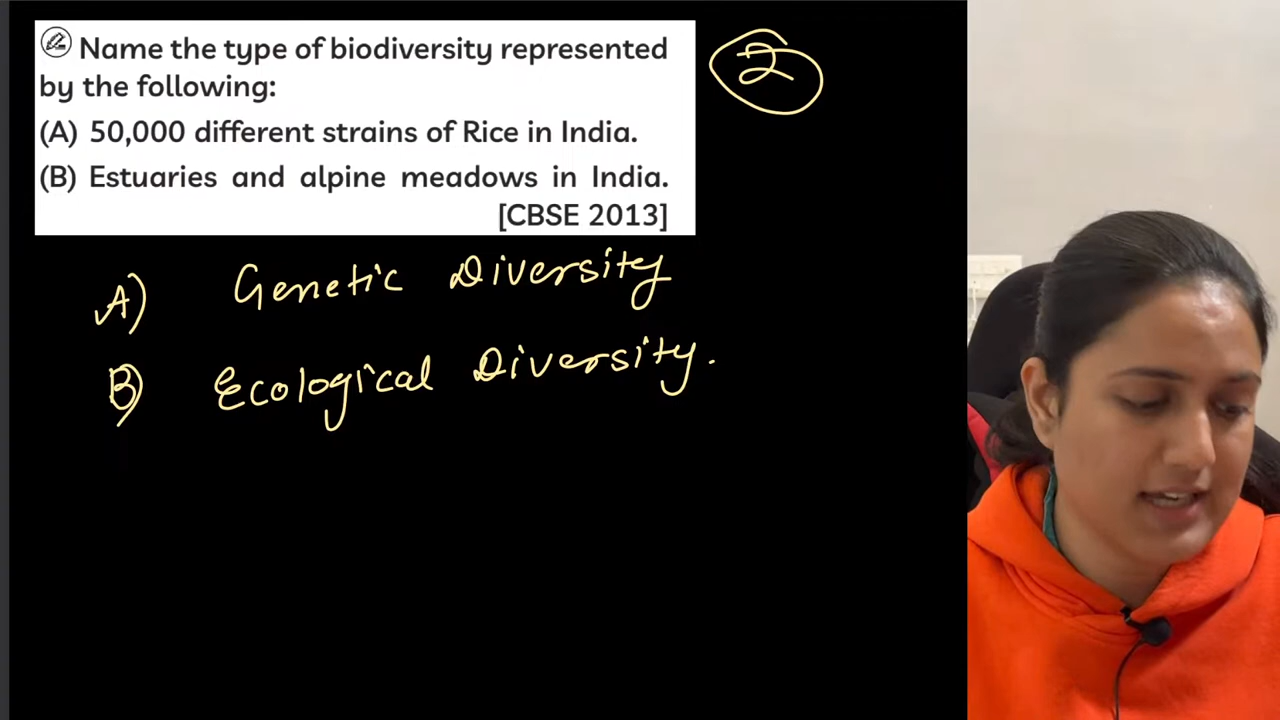 Name the type of biodiversity represented
by the following:
(A) 50,000 different strains of Rice in India.
(B) Estuaries and alpine meadows in India.
[CBSE 2013]
2
A) Genetic Diversity
B) Ecological Diversity.